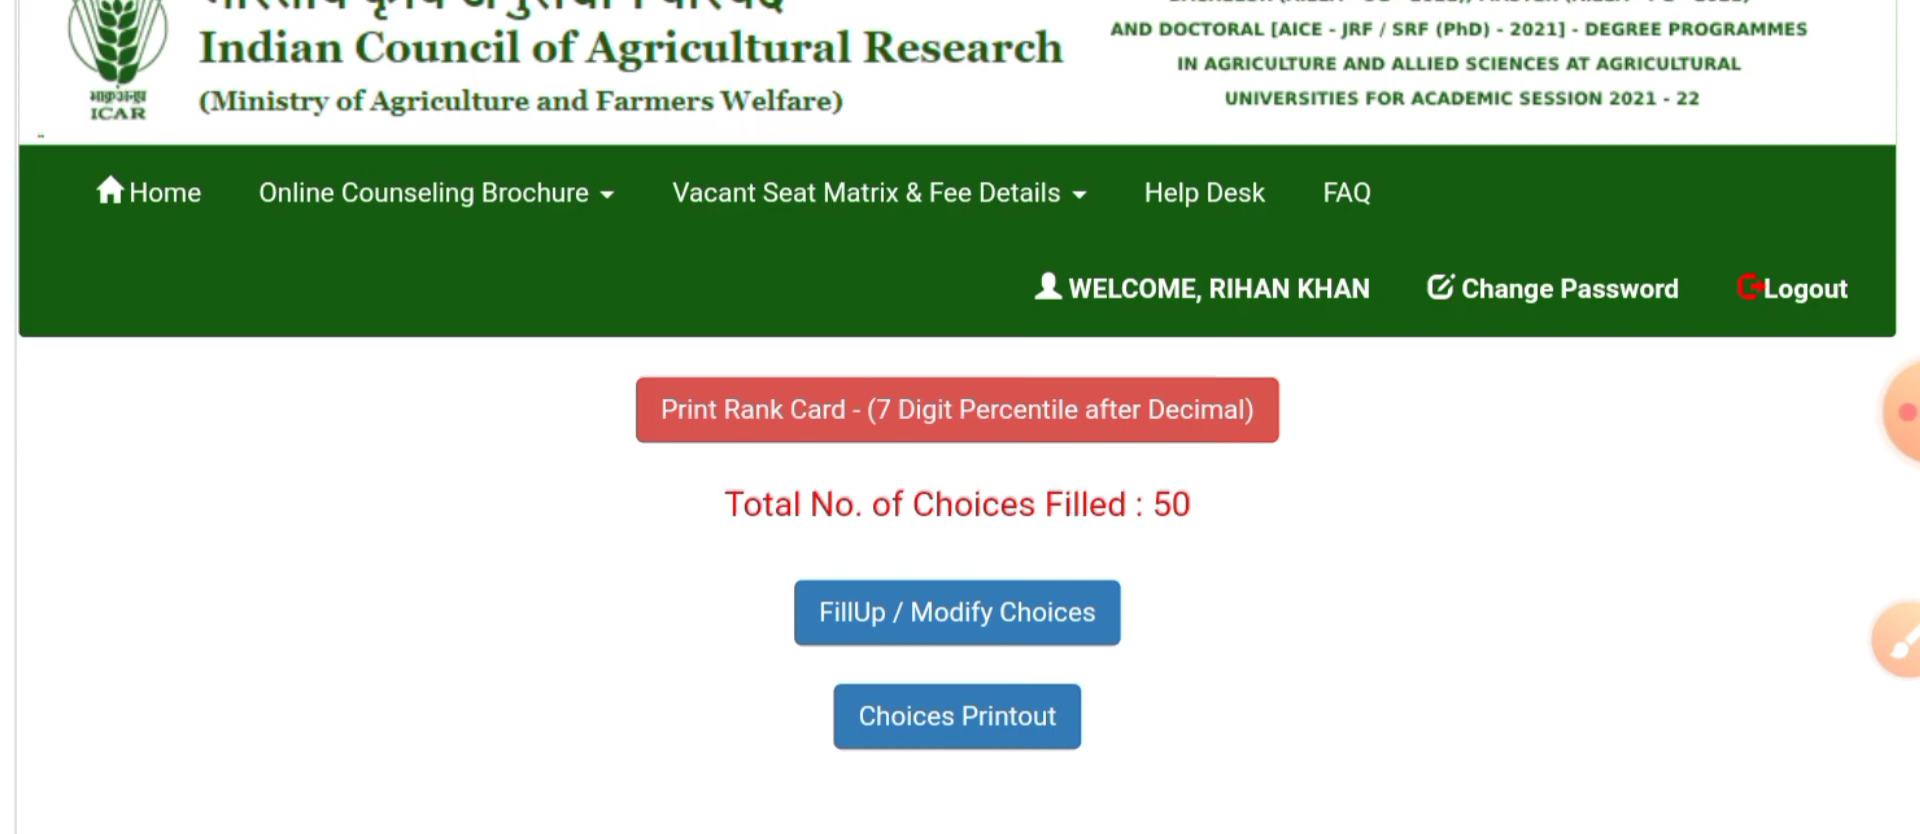 Indian Council of Agricultural Research
(Ministry of Agriculture and Farmers Welfare)
भाकृअनुप
ICAR
AND DOCTORAL [AICE - JRF / SRF (PhD) - 2021] - DEGREE PROGRAMMES
IN AGRICULTURE AND ALLIED SCIENCES AT AGRICULTURAL
UNIVERSITIES FOR ACADEMIC SESSION 2021 - 22
Home Online Counseling Brochure Vacant Seat Matrix & Fee Details Help Desk FAQ
WELCOME, RIHAN KHAN Change Password Logout
Print Rank Card - (7 Digit Percentile after Decimal)
Total No. of Choices Filled : 50
FillUp / Modify Choices
Choices Printout